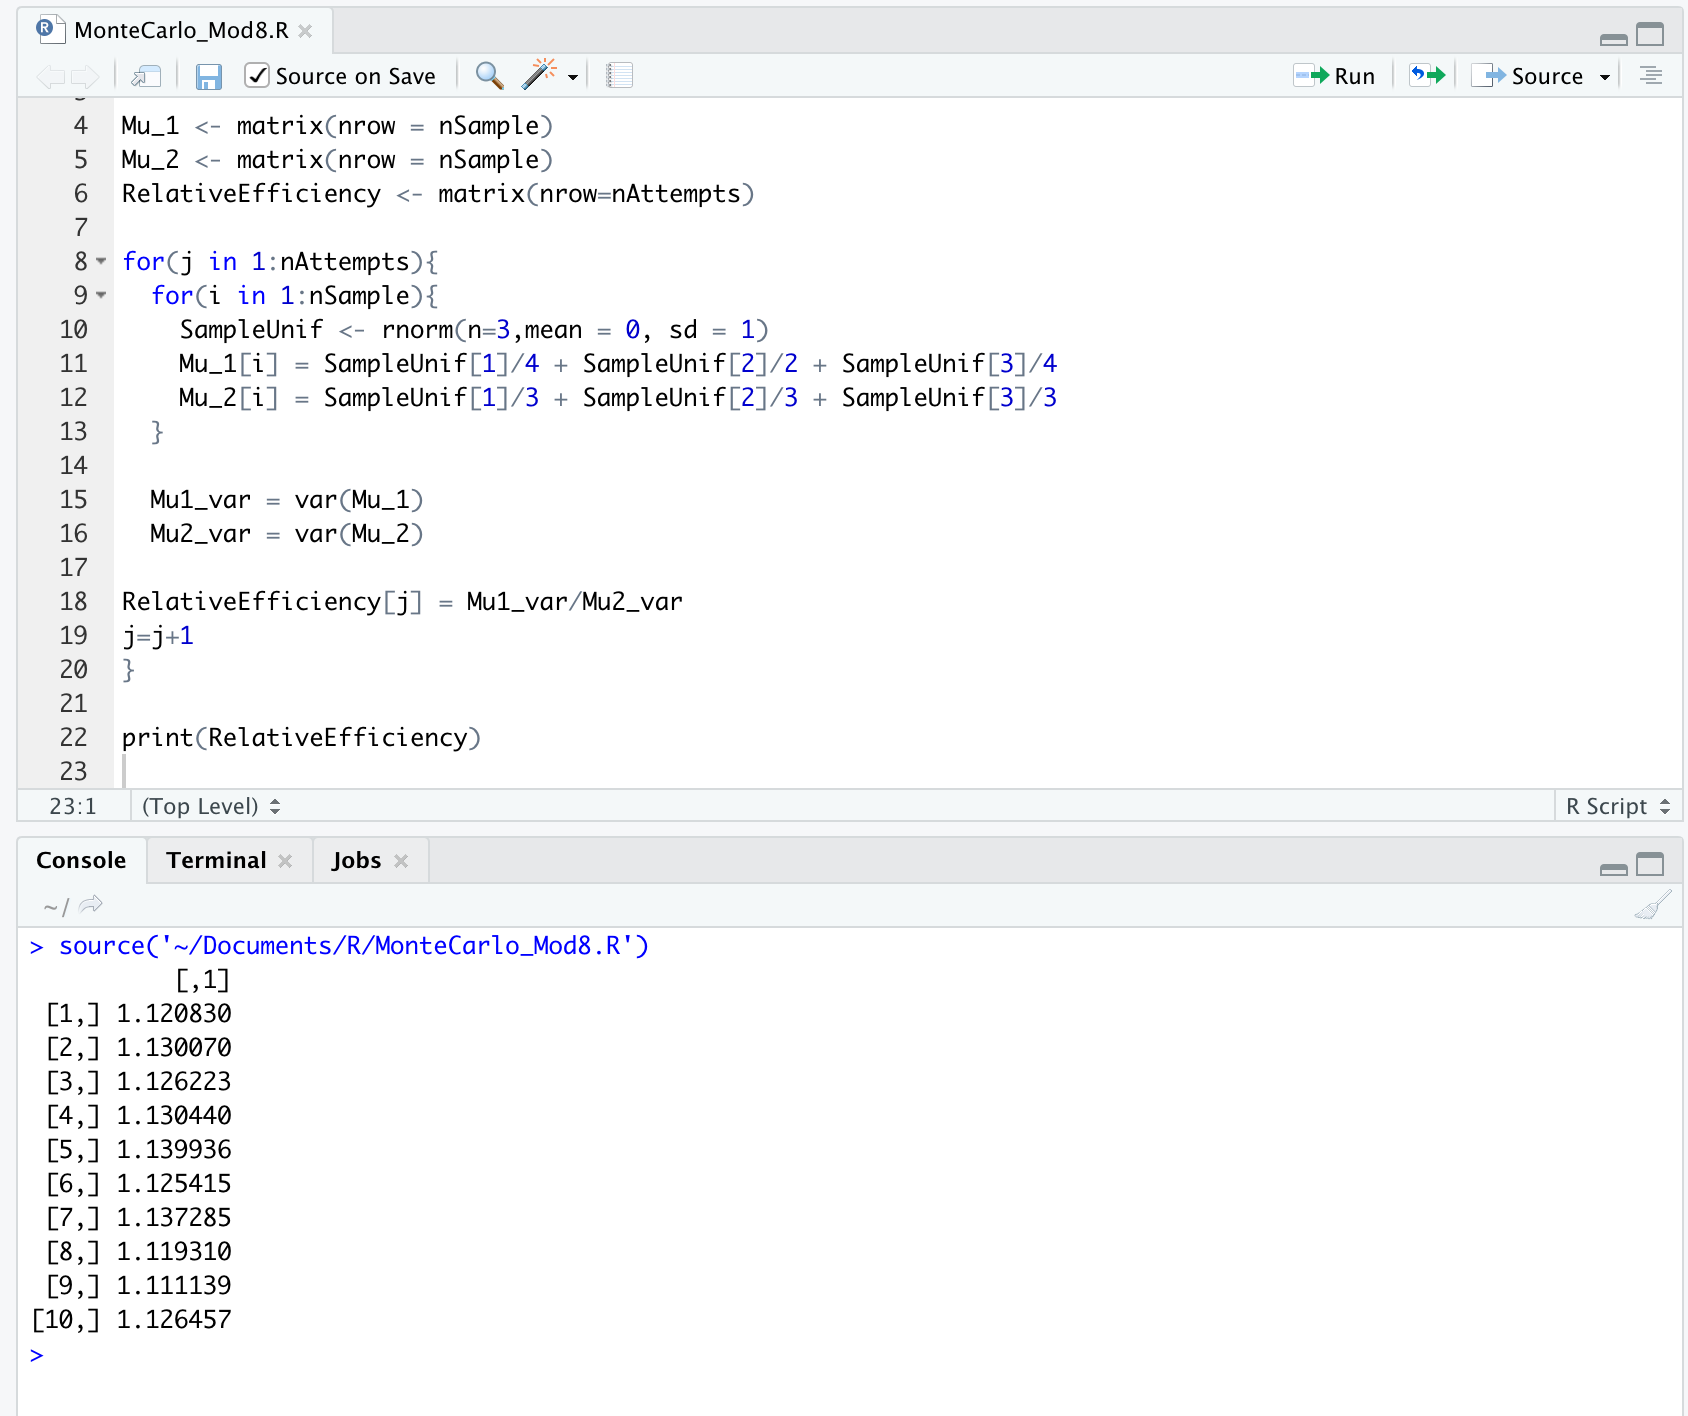 MonteCarlo_Mod8.R
Source on Save
Run
Source
4 Mu_1 <- matrix(nrow = nSample)
5 Mu_2 <- matrix(nrow = nSample)
6 RelativeEfficiency <- matrix(nrow=nAttempts)
7
8 for(j in 1:nAttempts){
9   for(i in 1:nSample){
10     SampleUnif <- rnorm(n=3,mean = 0, sd = 1)
11     Mu_1[i] = SampleUnif[1]/4 + SampleUnif[2]/2 + SampleUnif[3]/4
12     Mu_2[i] = SampleUnif[1]/3 + SampleUnif[2]/3 + SampleUnif[3]/3
13   }
14
15   Mu1_var = var(Mu_1)
16   Mu2_var = var(Mu_2)
17
18 RelativeEfficiency[j] = Mu1_var/Mu2_var
19 j=j+1
20 }
21
22 print(RelativeEfficiency)
23
23:1 (Top Level) R Script
Console Terminal Jobs
~/
> source('~/Documents/R/MonteCarlo_Mod8.R')
[,1]
[1,] 1.120830
[2,] 1.130070
[3,] 1.126223
[4,] 1.130440
[5,] 1.139936
[6,] 1.125415
[7,] 1.137285
[8,] 1.119310
[9,] 1.111139
[10,] 1.126457
>